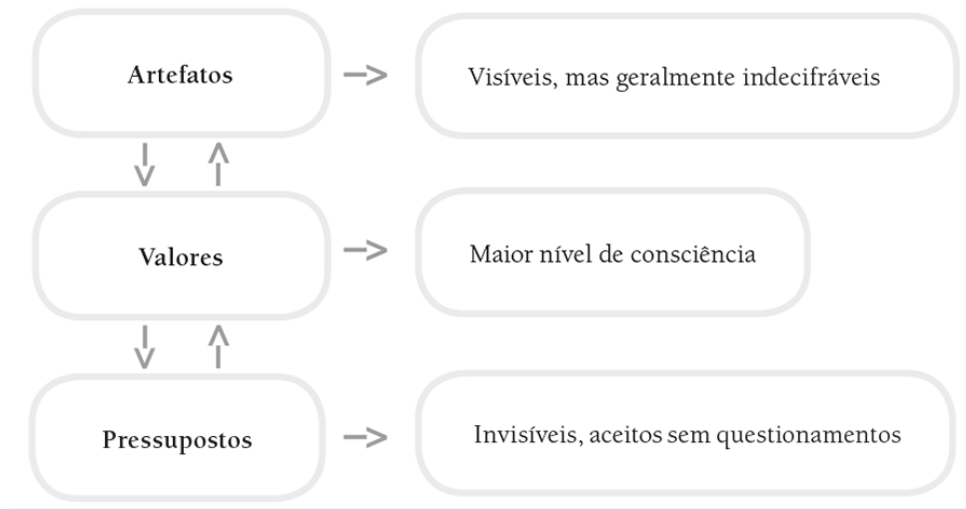 Artefatos
Visíveis, mas geralmente indecifráveis
Valores
Maior nível de consciência
Pressupostos
Invisíveis, aceitos sem questionamentos